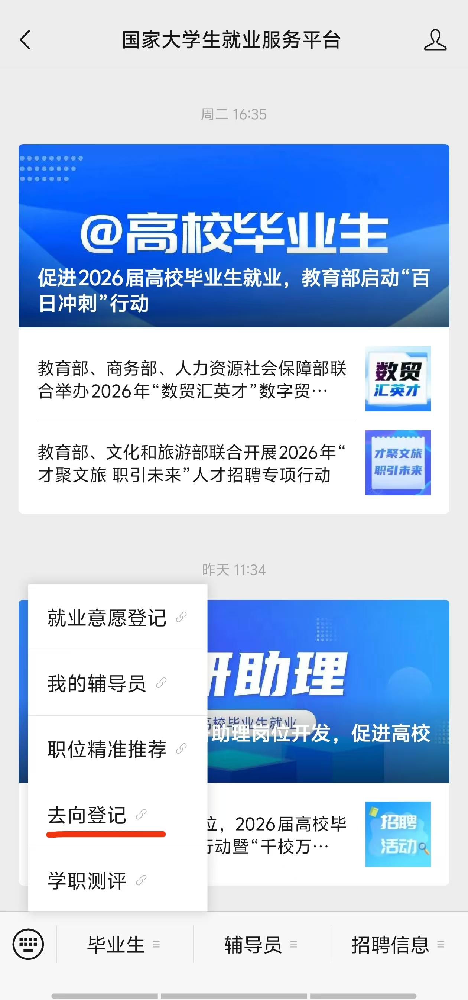 国家大学生就业服务平台
周二 16:35
@高校毕业生
促进2026届高校毕业生就业，教育部启动“百
日冲刺”行动
教育部、商务部、人力资源社会保障部联
合举办2026年“数贸汇英才”数字贸…
数贸
汇英才
教育部、文化和旅游部联合开展2026年“
才聚文旅 职引未来”人才招聘专项行动
才聚文旅
职引未来
昨天 11:34
就业意愿登记
我的辅导员
职位精准推荐
去向登记
学职测评
研助理
高校毕业生就业
助理岗位开发，促进高校
位，2026届高校毕
行动暨“千校万…
招聘
活动
毕业生
辅导员
招聘信息